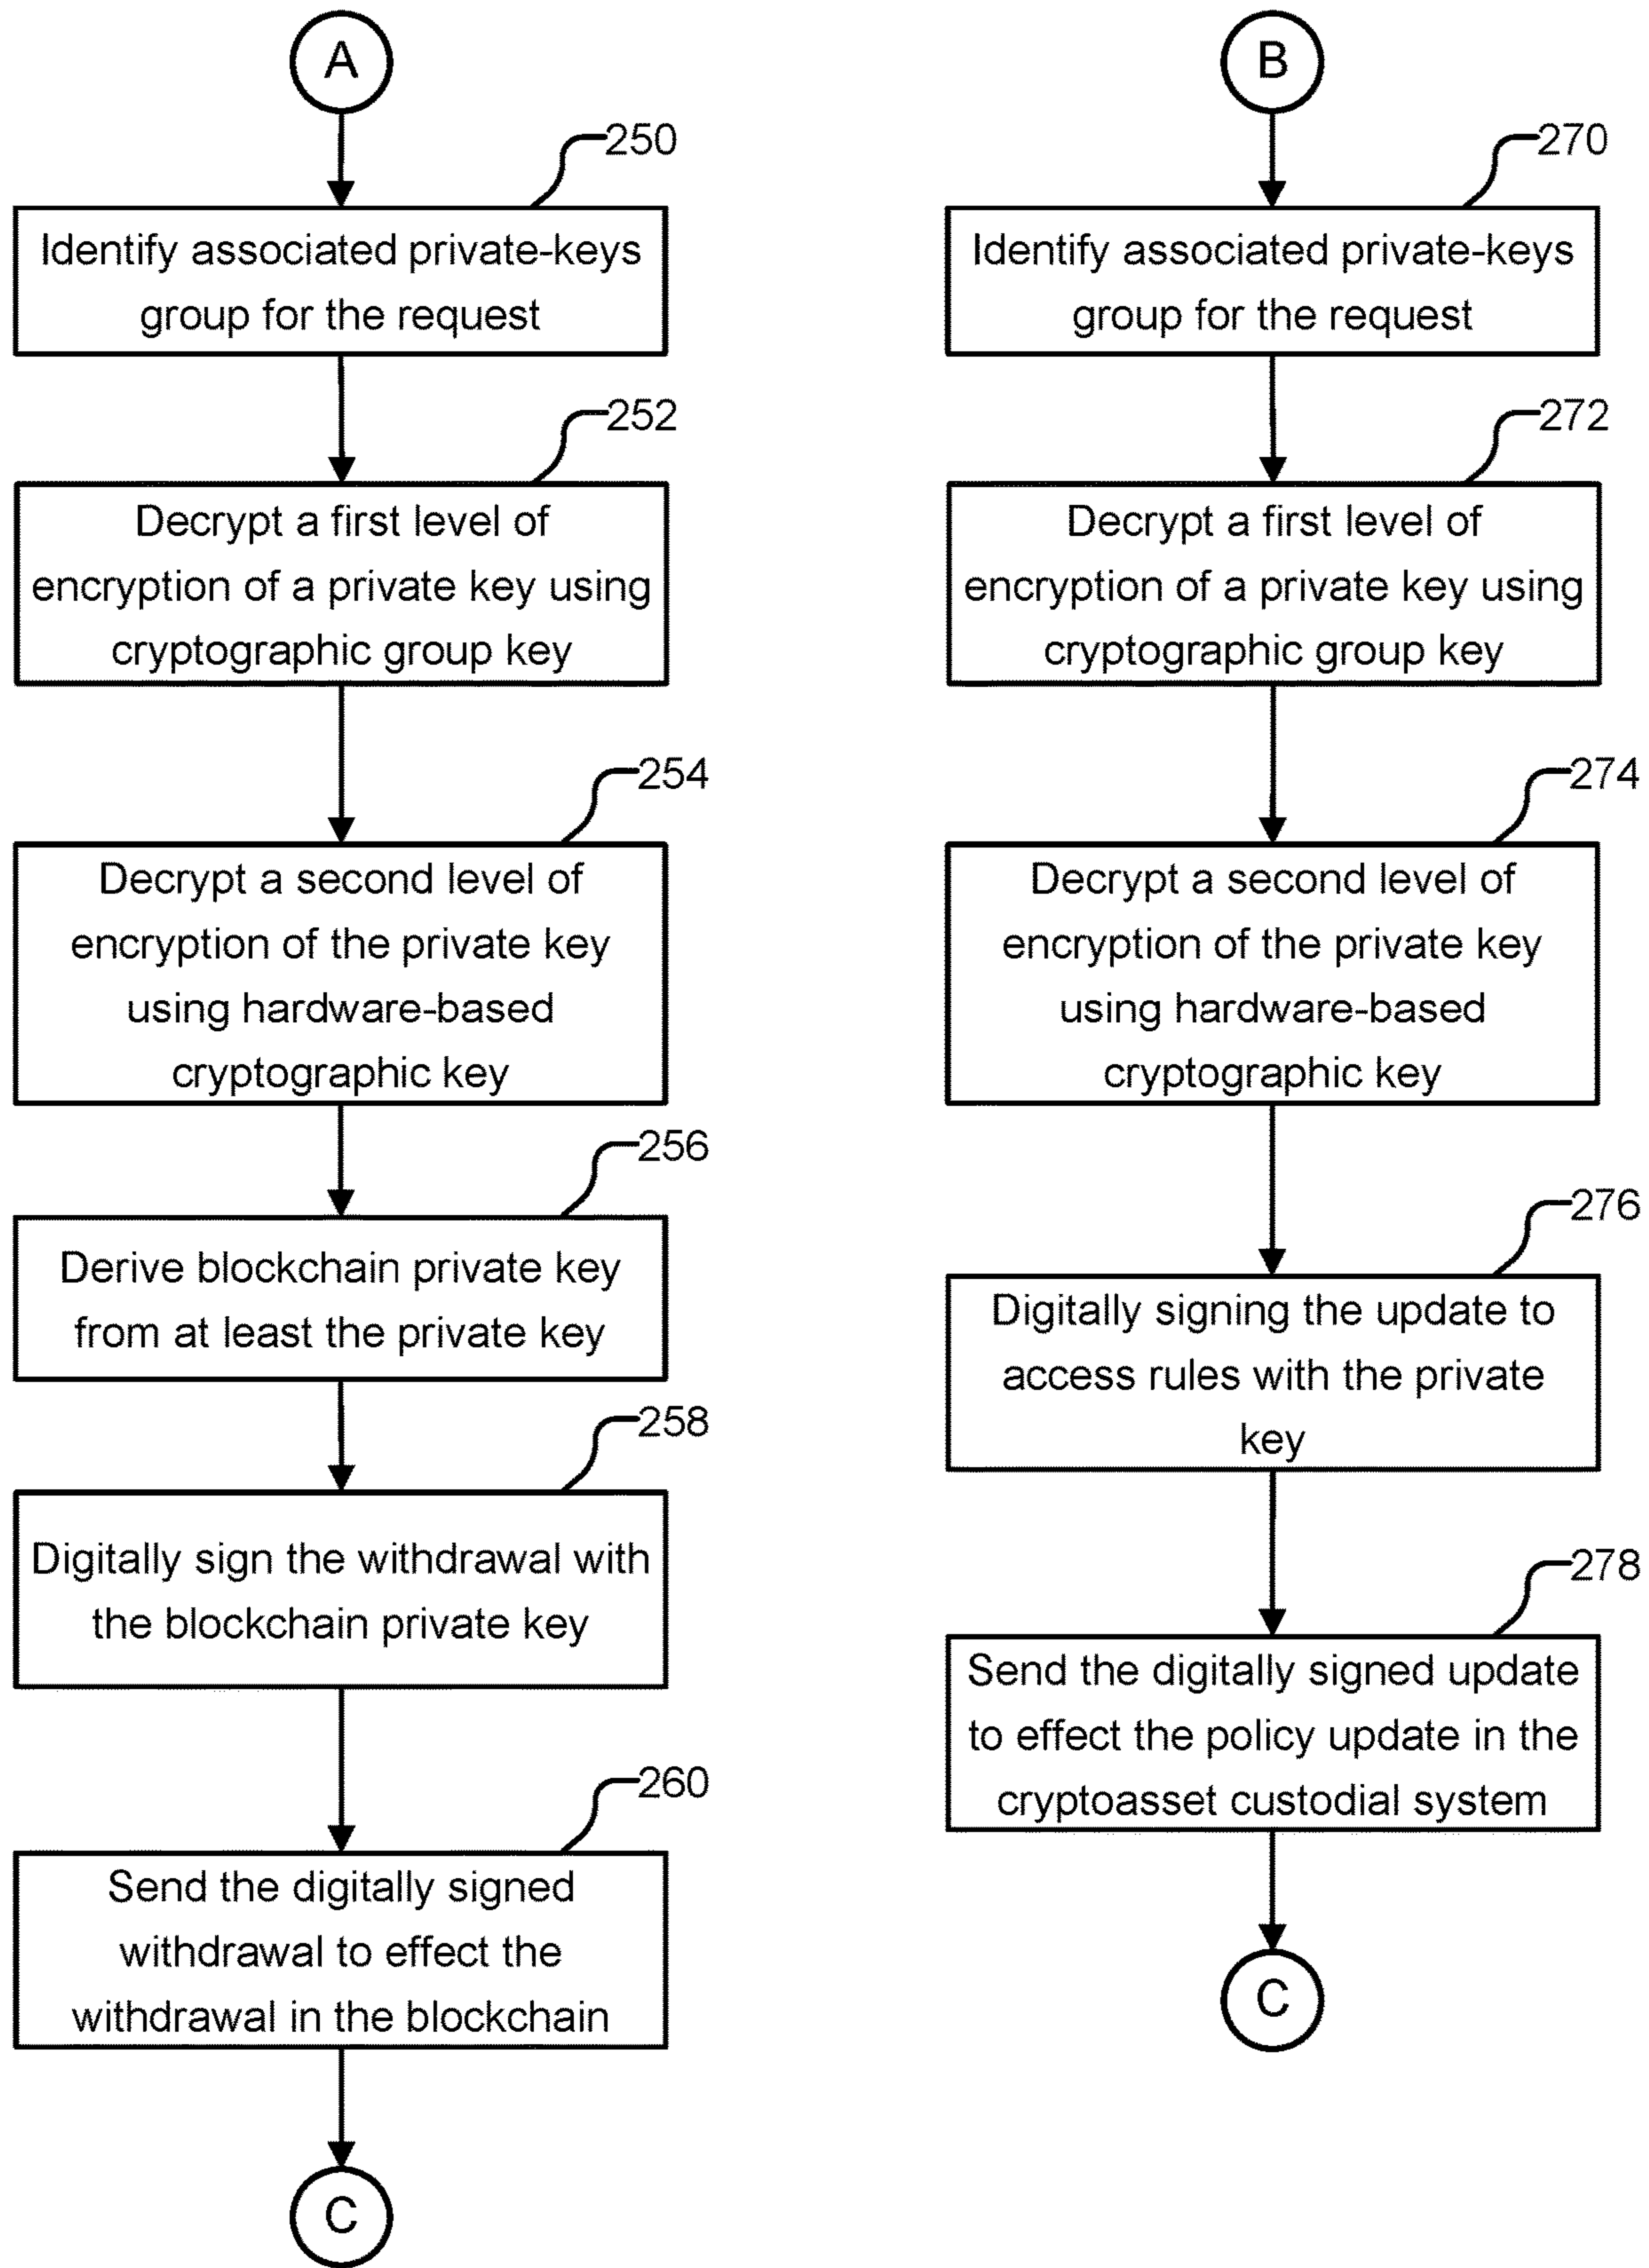 A
250
Identify associated private-keys
group for the request
252
Decrypt a first level of
encryption of a private key using
cryptographic group key
254
Decrypt a second level of
encryption of the private key
using hardware-based
cryptographic key
256
Derive blockchain private key
from at least the private key
258
Digitally sign the withdrawal with
the blockchain private key
260
Send the digitally signed
withdrawal to effect the
withdrawal in the blockchain
C
B
270
Identify associated private-keys
group for the request
272
Decrypt a first level of
encryption of a private key using
cryptographic group key
274
Decrypt a second level of
encryption of the private key
using hardware-based
cryptographic key
276
Digitally signing the update to
access rules with the private
key
278
Send the digitally signed update
to effect the policy update in the
cryptoasset custodial system
C